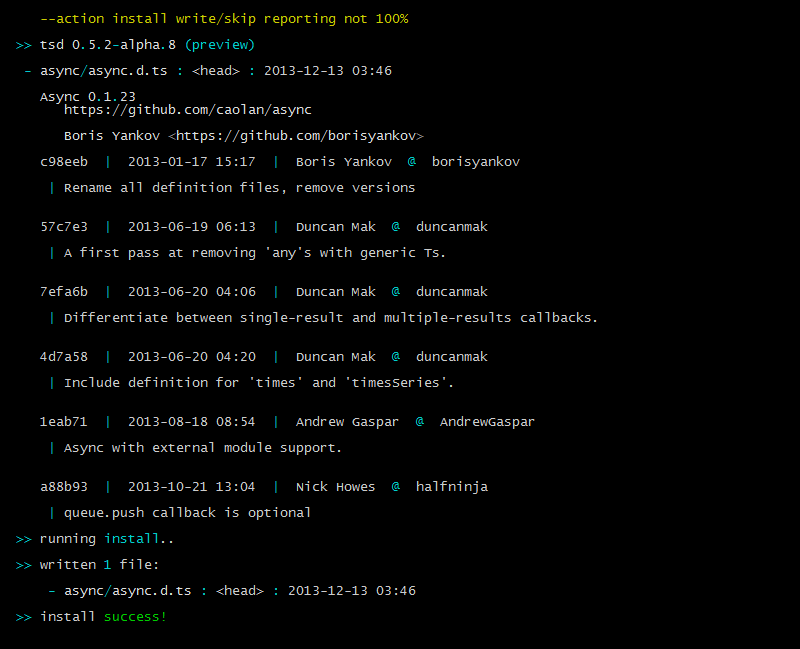 --action install write/skip reporting not 100%
>> tsd 0.5.2-alpha.8 (preview)
- async/async.d.ts : <head> : 2013-12-13 03:46
Async 0.1.23
https://github.com/caolan/async
Boris Yankov <https://github.com/borisyankov>
c98eeb | 2013-01-17 15:17 | Boris Yankov @ borisyankov
| Rename all definition files, remove versions
57c7e3 | 2013-06-19 06:13 | Duncan Mak @ duncanmak
| A first pass at removing 'any's with generic Ts.
7efa6b | 2013-06-20 04:06 | Duncan Mak @ duncanmak
| Differentiate between single-result and multiple-results callbacks.
4d7a58 | 2013-06-20 04:20 | Duncan Mak @ duncanmak
| Include definition for 'times' and 'timesSeries'.
1eab71 | 2013-08-18 08:54 | Andrew Gaspar @ AndrewGaspar
| Async with external module support.
a88b93 | 2013-10-21 13:04 | Nick Howes @ halfninja
| queue.push callback is optional
>> running install..
>> written 1 file:
- async/async.d.ts : <head> : 2013-12-13 03:46
>> install success!